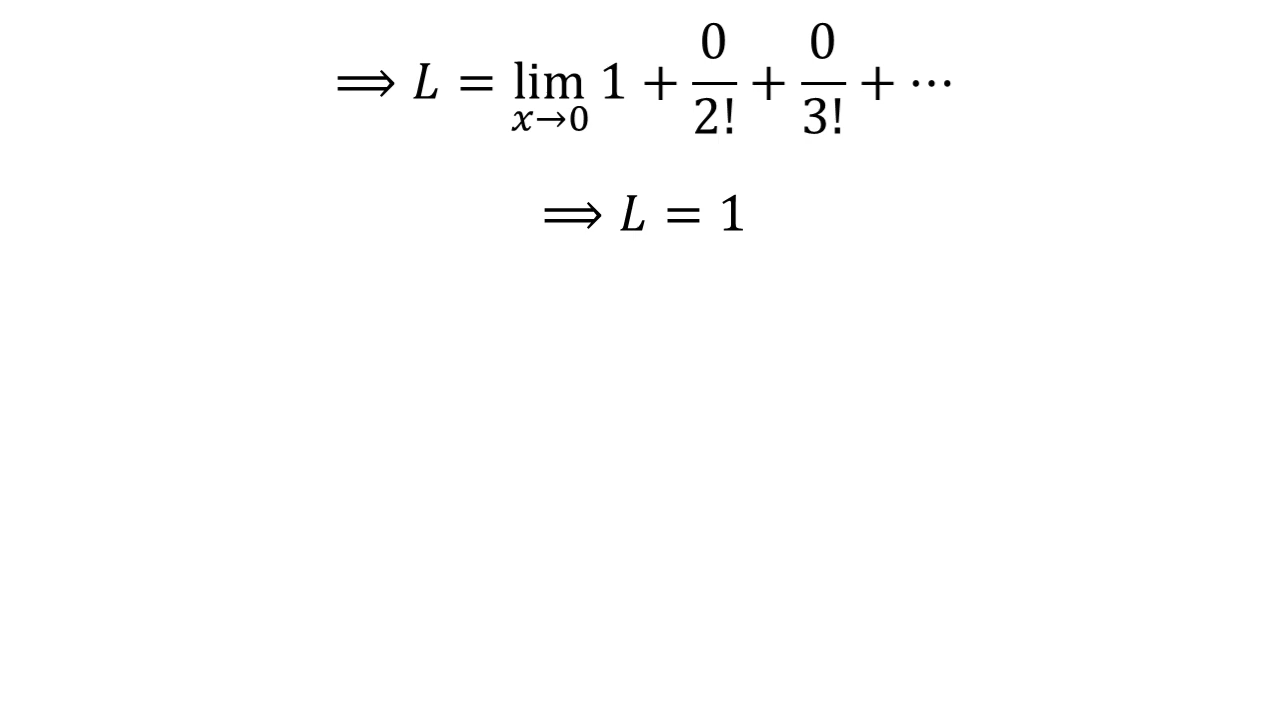 ⟹ L = lim_{x→0} 1 + 0/2! + 0/3! + ⋯
⟹ L = 1